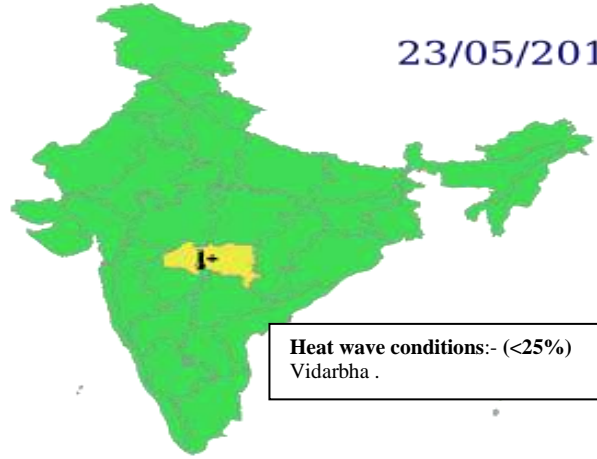 23/05/201
Heat wave conditions:- (<25%)
Vidarbha .